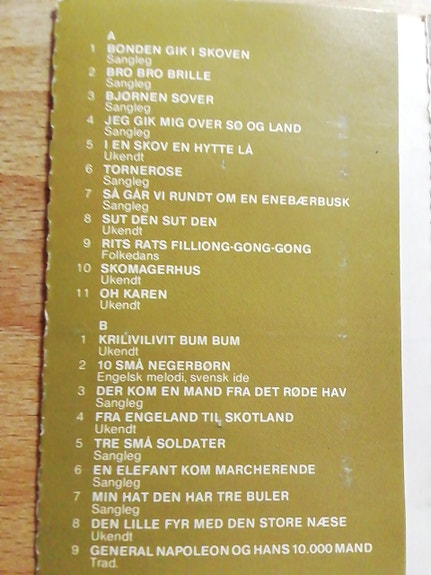 A
1 BONDEN GIK I SKOVEN
Sangleg
2 BRO BRO BRILLE
Sangleg
3 BJØRNEN SOVER
Sangleg
4 JEG GIK MIG OVER SØ OG LAND
Sangleg
5 I EN SKOV EN HYTTE LÅ
Ukendt
6 TORNEROSE
Sangleg
7 SÅ GÅR VI RUNDT OM EN ENEBÆRBUSK
Sangleg
8 SUT DEN SUT DEN
Ukendt
9 RITS RATS FILLIONG-GONG-GONG
Folkedans
10 SKOMAGERHUS
Ukendt
11 OH KAREN
Ukendt
B
1 KRILIVILIVIT BUM BUM
Ukendt
2 10 SMÅ NEGERBØRN
Engelsk melodi, svensk ide
3 DER KOM EN MAND FRA DET RØDE HAV
Sangleg
4 FRA ENGELAND TIL SKOTLAND
Ukendt
5 TRE SMÅ SOLDATER
Sangleg
6 EN ELEFANT KOM MARCHERENDE
Sangleg
7 MIN HAT DEN HAR TRE BULER
Sangleg
8 DEN LILLE FYR MED DEN STORE NÆSE
Ukendt
9 GENERAL NAPOLEON OG HANS 10.000 MAND
Trad.